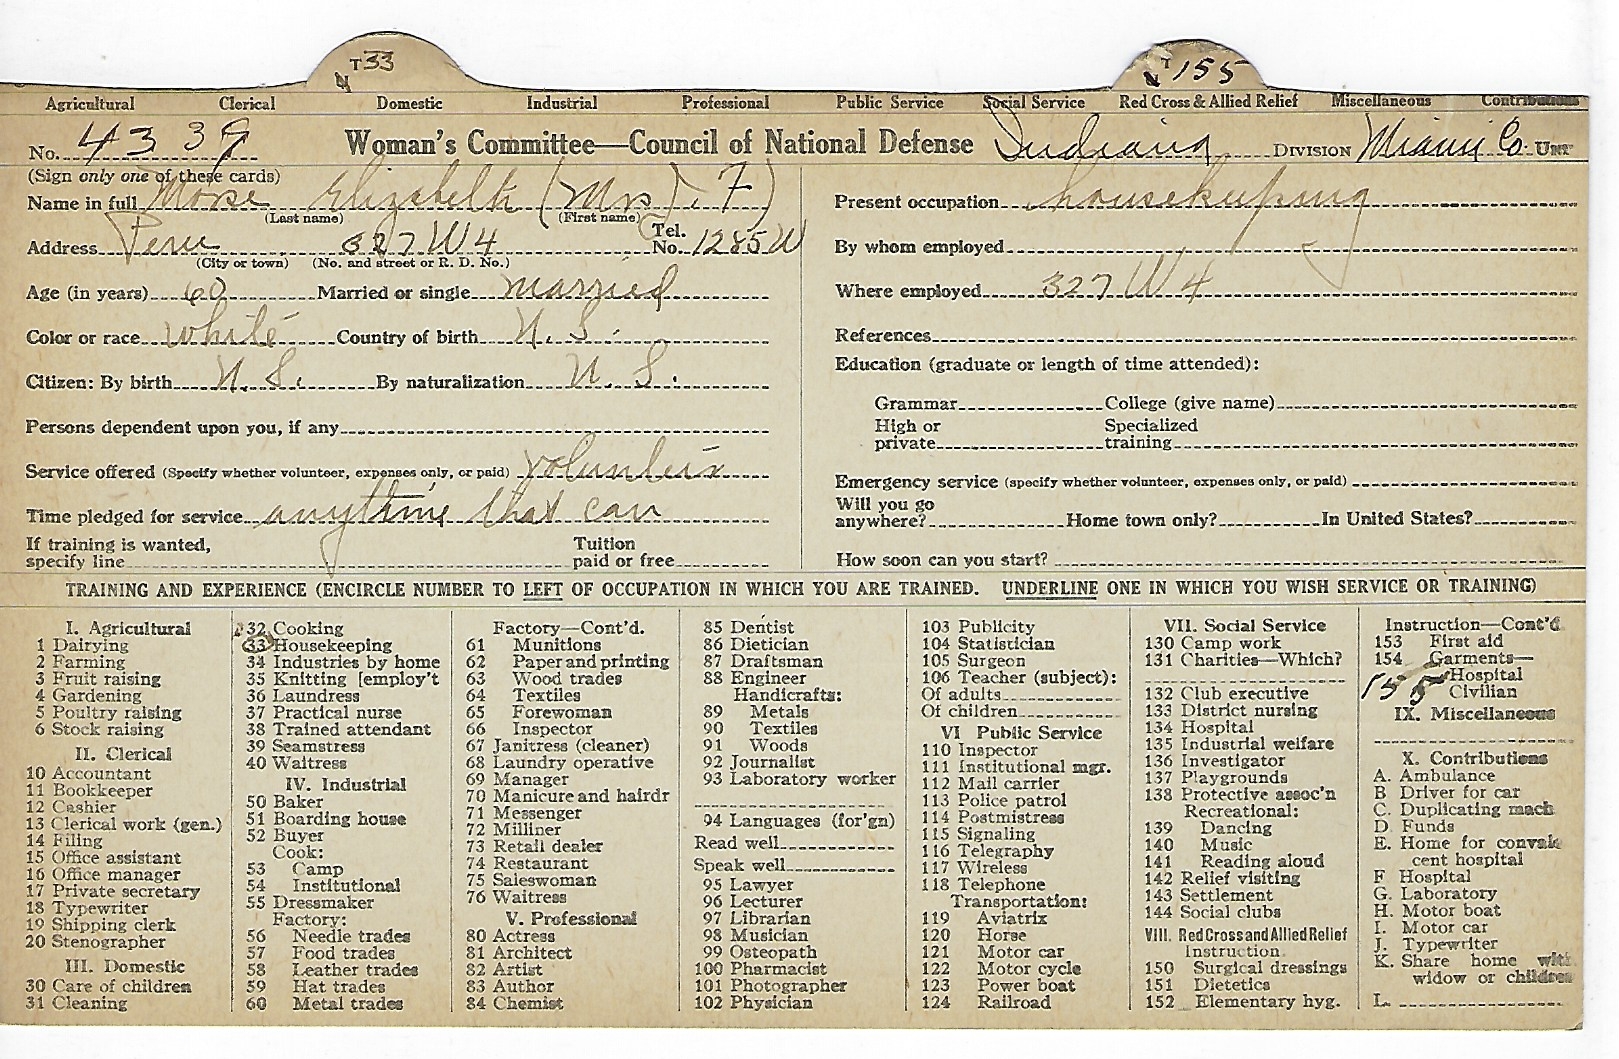 T33 T155
Agricultural Clerical Domestic Industrial Professional Public Service Social Service Red Cross & Allied Relief Miscellaneous Contributions
No. 4339 Woman's Committee—Council of National Defense Indiana DIVISION Miami Co. UNIT
(Sign only one of these cards)
Name in full Morse Elizabeth (Mrs. F)
(Last name) (First name)
Address Peru 327 W 4 Tel. No. 1285W
(City or town) (No. and street or R. D. No.)
Age (in years) 60 Married or single married
Color or race white Country of birth U. S.
Citizen: By birth U. S. By naturalization U. S.
Persons dependent upon you, if any
Service offered (Specify whether volunteer, expenses only, or paid) volunteer
Time pledged for service anytime that can
If training is wanted, specify line Tuition paid or free
Present occupation housekeeping
By whom employed
Where employed 327 W 4
References
Education (graduate or length of time attended):
Grammar College (give name)
High or private Specialized training
Emergency service (specify whether volunteer, expenses only, or paid)
Will you go anywhere? Home town only? In United States?
How soon can you start?
TRAINING AND EXPERIENCE (ENCIRCLE NUMBER TO LEFT OF OCCUPATION IN WHICH YOU ARE TRAINED. UNDERLINE ONE IN WHICH YOU WISH SERVICE OR TRAINING)
I. Agricultural
1 Dairying
2 Farming
3 Fruit raising
4 Gardening
5 Poultry raising
6 Stock raising
II. Clerical
10 Accountant
11 Bookkeeper
12 Cashier
13 Clerical work (gen.)
14 Filing
15 Office assistant
16 Office manager
17 Private secretary
18 Typewriter
19 Shipping clerk
20 Stenographer
III. Domestic
30 Care of children
31 Cleaning
32 Cooking
33 Housekeeping
34 Industries by home
35 Knitting [employ't
36 Laundress
37 Practical nurse
38 Trained attendant
39 Seamstress
40 Waitress
IV. Industrial
50 Baker
51 Boarding house
52 Buyer
Cook:
53 Camp
54 Institutional
55 Dressmaker
Factory:
56 Needle trades
57 Food trades
58 Leather trades
59 Hat trades
60 Metal trades
Factory—Cont'd.
61 Munitions
62 Paper and printing
63 Wood trades
64 Textiles
65 Forewoman
66 Inspector
67 Janitress (cleaner)
68 Laundry operative
69 Manager
70 Manicure and hairdr
71 Messenger
72 Milliner
73 Retail dealer
74 Restaurant
75 Saleswoman
76 Waitress
V. Professional
80 Actress
81 Architect
82 Artist
83 Author
84 Chemist
85 Dentist
86 Dietician
87 Draftsman
88 Engineer
Handicrafts:
89 Metals
90 Textiles
91 Woods
92 Journalist
93 Laboratory worker
94 Languages (for'gn)
Read well
Speak well
95 Lawyer
96 Lecturer
97 Librarian
98 Musician
99 Osteopath
100 Pharmacist
101 Photographer
102 Physician
103 Publicity
104 Statistician
105 Surgeon
106 Teacher (subject):
Of adults
Of children
VI Public Service
110 Inspector
111 Institutional mgr.
112 Mail carrier
113 Police patrol
114 Postmistress
115 Signaling
116 Telegraphy
117 Wireless
118 Telephone
Transportation:
119 Aviatrix
120 Horse
121 Motor car
122 Motor cycle
123 Power boat
124 Railroad
VII. Social Service
130 Camp work
131 Charities—Which?
132 Club executive
133 District nursing
134 Hospital
135 Industrial welfare
136 Investigator
137 Playgrounds
138 Protective assoc'n
Recreational:
139 Dancing
140 Music
141 Reading aloud
142 Relief visiting
143 Settlement
144 Social clubs
VIII. Red Cross and Allied Relief
Instruction
150 Surgical dressings
151 Dietetics
152 Elementary hyg.
Instruction—Cont'd.
153 First aid
154 Garments—
Hospital
155 Civilian
IX. Miscellaneous
X. Contributions
A. Ambulance
B Driver for car
C. Duplicating mach
D. Funds
E. Home for convales
cent hospital
F. Hospital
G. Laboratory
H. Motor boat
I. Motor car
J. Typewriter
K. Share home with
widow or children
L.